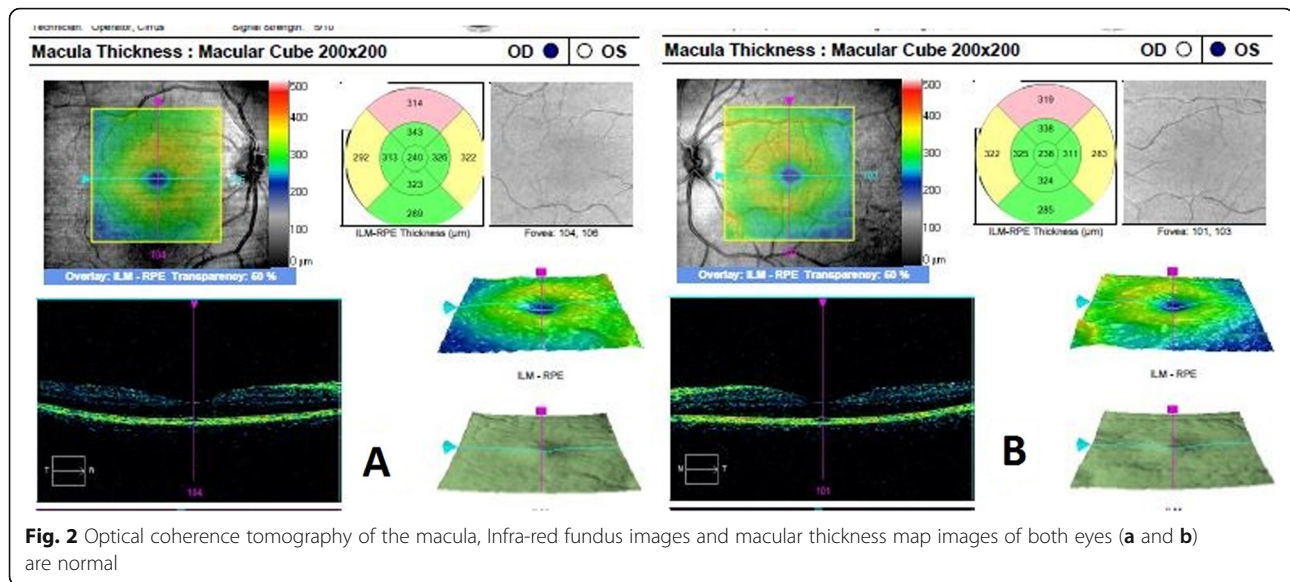 Technician: Operator, Cirrus Signal Strength: 5/10
Macula Thickness : Macular Cube 200x200 OD OS
500
400
300
200
100
0 µm
104
Overlay: ILM - RPE Transparency: 60 %
314
343
292 313 240 326 322
323
269
ILM-RPE Thickness (µm)
Fovea: 104, 106
ILM - RPE
T N
104
A
Macula Thickness : Macular Cube 200x200 OD OS
500
400
300
200
100
0 µm
103
Overlay: ILM - RPE Transparency: 60 %
319
338
322 325 238 311 283
324
285
ILM-RPE Thickness (µm)
Fovea: 101, 103
ILM - RPE
N T
101
B
Fig. 2 Optical coherence tomography of the macula, Infra-red fundus images and macular thickness map images of both eyes (a and b)
are normal